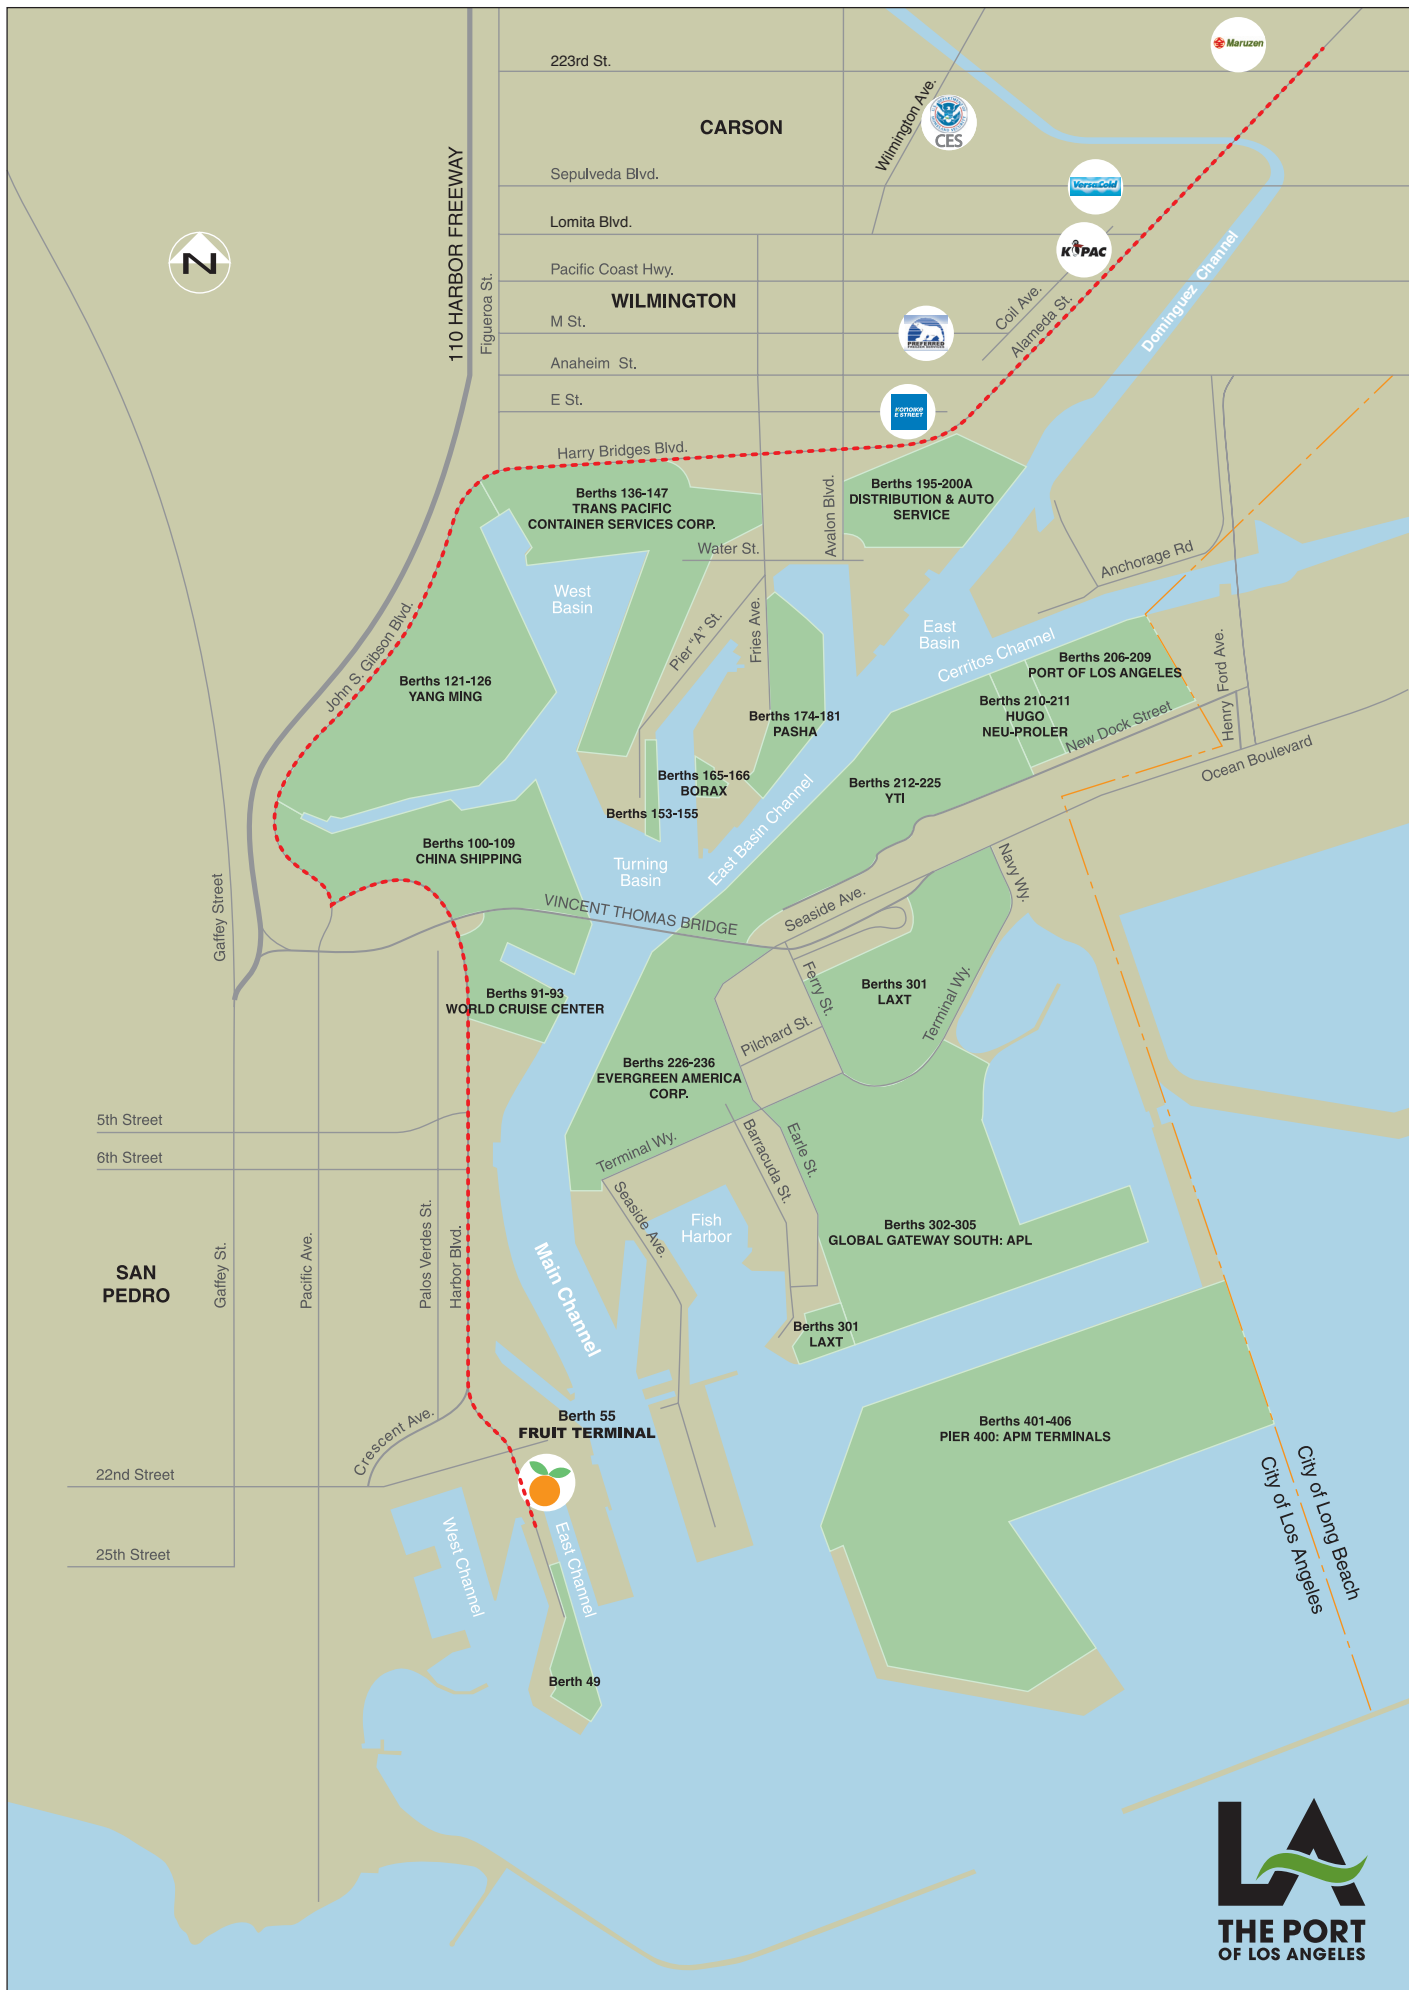 Maruzen
223rd St.
Wilmington Ave.
CARSON
U.S. DEPARTMENT OF HOMELAND SECURITY
CES
110 HARBOR FREEWAY
Sepulveda Blvd.
VersaCold
Lomita Blvd.
KPAC
N
Figueroa St.
Pacific Coast Hwy.
WILMINGTON
Dominguez Channel
Coil Ave.
Alameda St.
M St.
PREFERRED
FREEZER SERVICES
Anaheim St.
E St.
KONOIKE
E STREET
Harry Bridges Blvd.
Berths 136-147
TRANS PACIFIC
CONTAINER SERVICES CORP.
Avalon Blvd.
Berths 195-200A
DISTRIBUTION & AUTO
SERVICE
Water St.
Anchorage Rd
West
Basin
John S. Gibson Blvd.
Pier "A" St.
Fries Ave.
East
Basin
Cerritos Channel
Berths 206-209
PORT OF LOS ANGELES
Henry Ford Ave.
Berths 121-126
YANG MING
Berths 210-211
HUGO
NEU-PROLER
New Dock Street
Berths 174-181
PASHA
Ocean Boulevard
Berths 165-166
BORAX
East Basin Channel
Berths 212-225
YTI
Berths 153-155
Berths 100-109
CHINA SHIPPING
Turning
Basin
Navy Wy.
Gaffey Street
VINCENT THOMAS BRIDGE
Seaside Ave.
Ferry St.
Berths 301
LAXT
Terminal Wy.
Berths 91-93
WORLD CRUISE CENTER
Pilchard St.
Berths 226-236
EVERGREEN AMERICA
CORP.
5th Street
6th Street
Terminal Wy.
Barracuda St.
Earle St.
Seaside Ave.
Fish
Harbor
Berths 302-305
GLOBAL GATEWAY SOUTH: APL
SAN
PEDRO
Gaffey St.
Pacific Ave.
Palos Verdes St.
Harbor Blvd.
Main Channel
Berths 301
LAXT
Crescent Ave.
Berth 55
FRUIT TERMINAL
Berths 401-406
PIER 400: APM TERMINALS
City of Long Beach
City of Los Angeles
22nd Street
25th Street
West Channel
East Channel
Berth 49
LA
THE PORT
OF LOS ANGELES